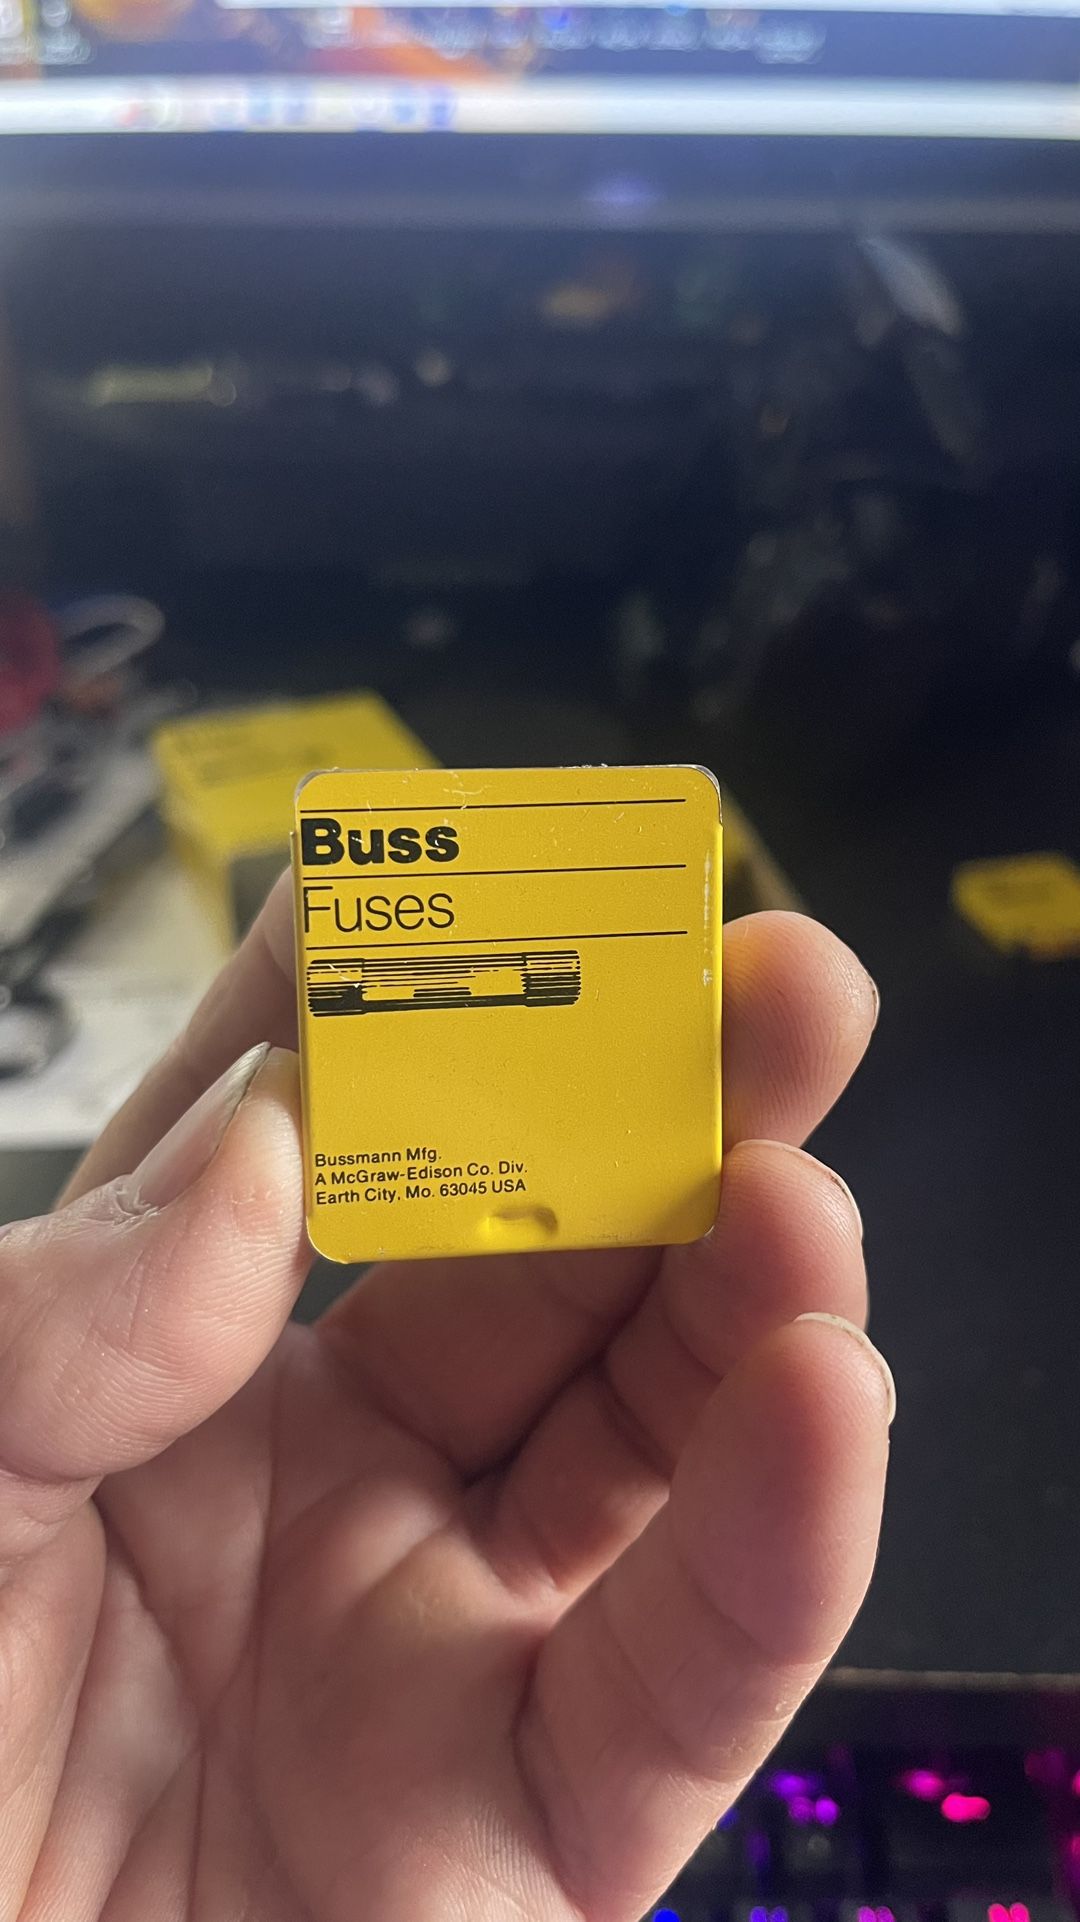 Buss
Fuses
Bussmann Mfg.
A McGraw-Edison Co. Div.
Earth City, Mo. 63045 USA